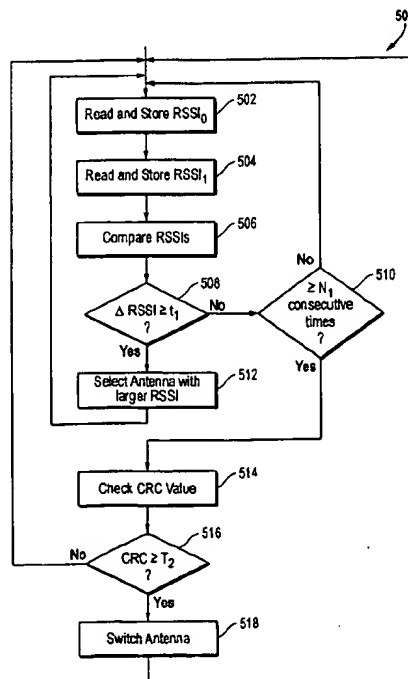 50
Read and Store RSSI₀
502
Read and Store RSSI₁
504
Compare RSSIs
506
508
Δ RSSI ≥ t₁
?
No
Yes
No
510
≥ N₁
consecutive
times
?
Yes
Select Antenna with
larger RSSI
512
Check CRC Value
514
516
No
CRC ≥ T₂
?
Yes
Switch Antenna
518